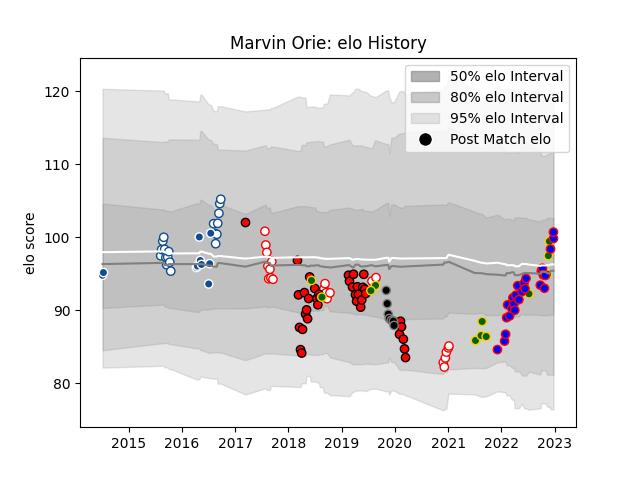 Marvin Orie: elo History
50% elo Interval
80% elo Interval
95% elo Interval
Post Match elo
elo score
120
110
100
90
80
2015 2016 2017 2018 2019 2020 2021 2022 2023